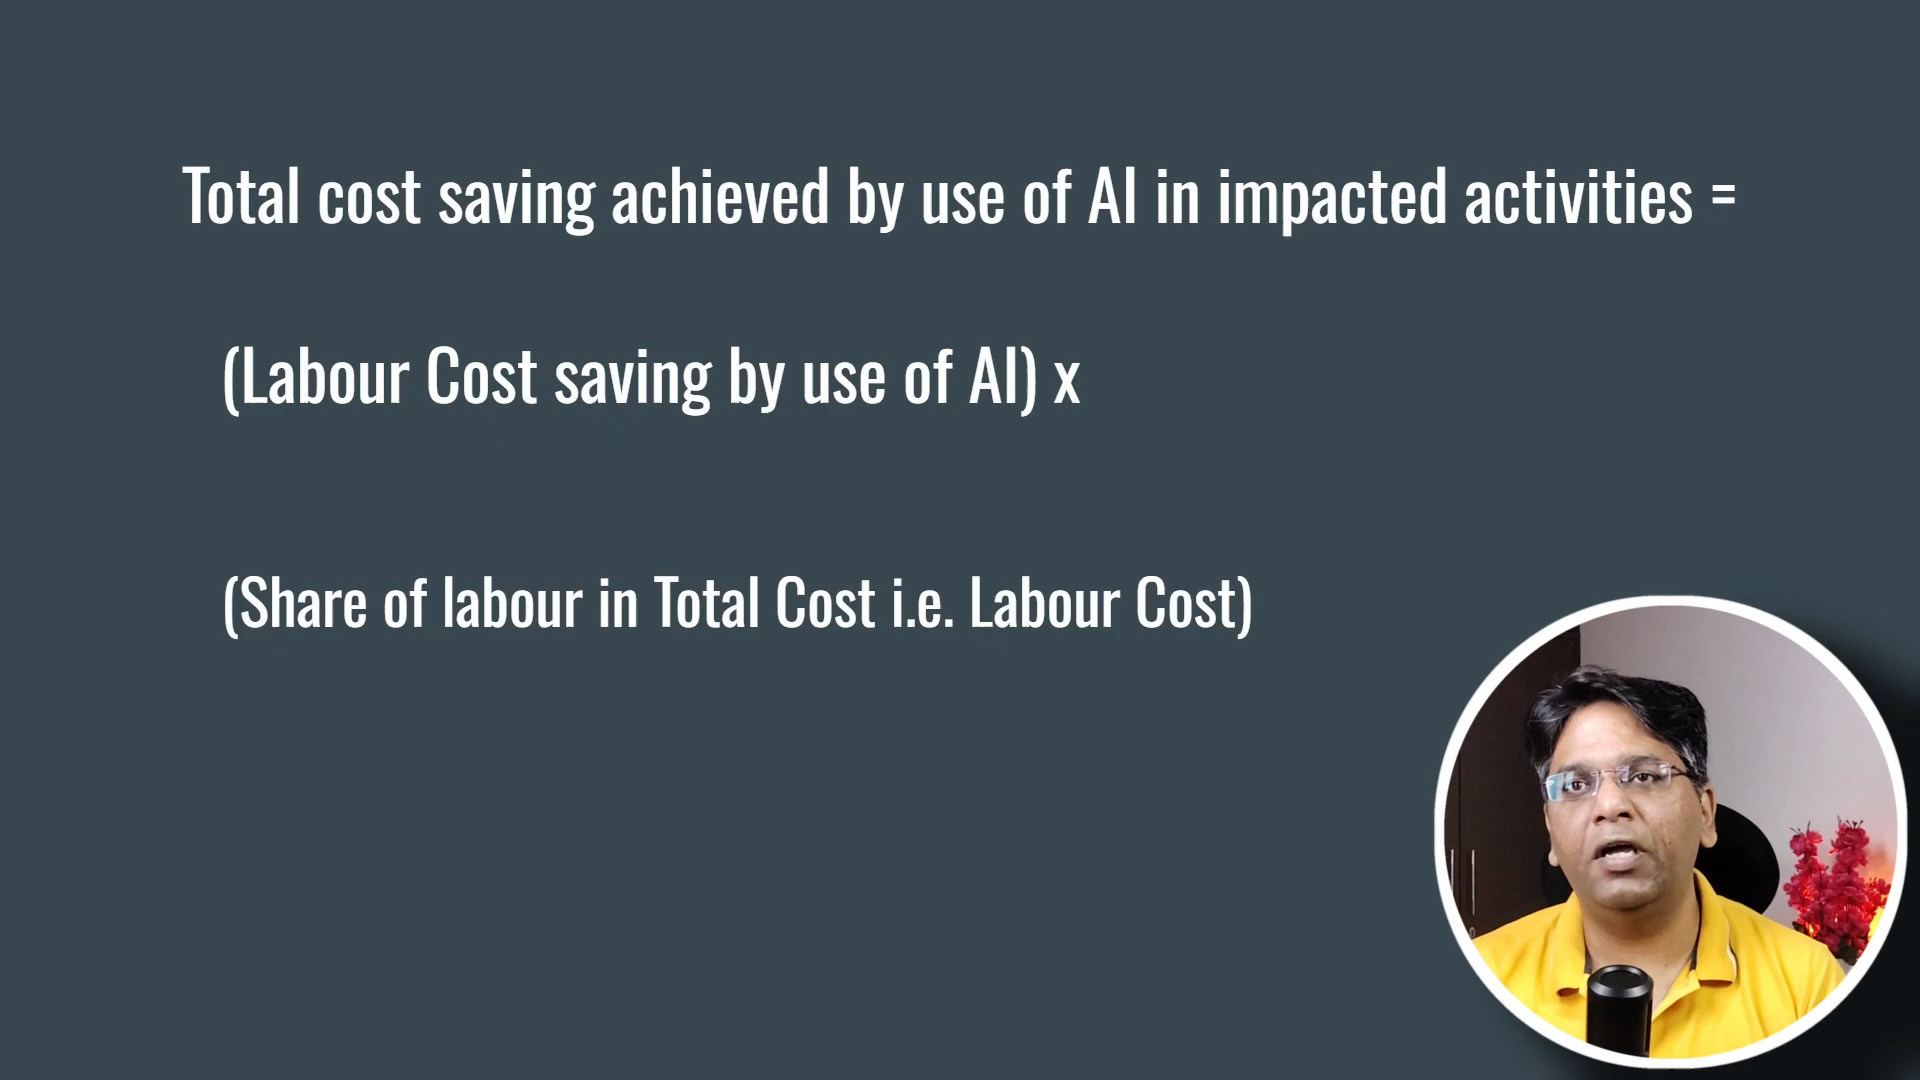 Total cost saving achieved by use of AI in impacted activities =
(Labour Cost saving by use of AI) x
(Share of labour in Total Cost i.e. Labour Cost)